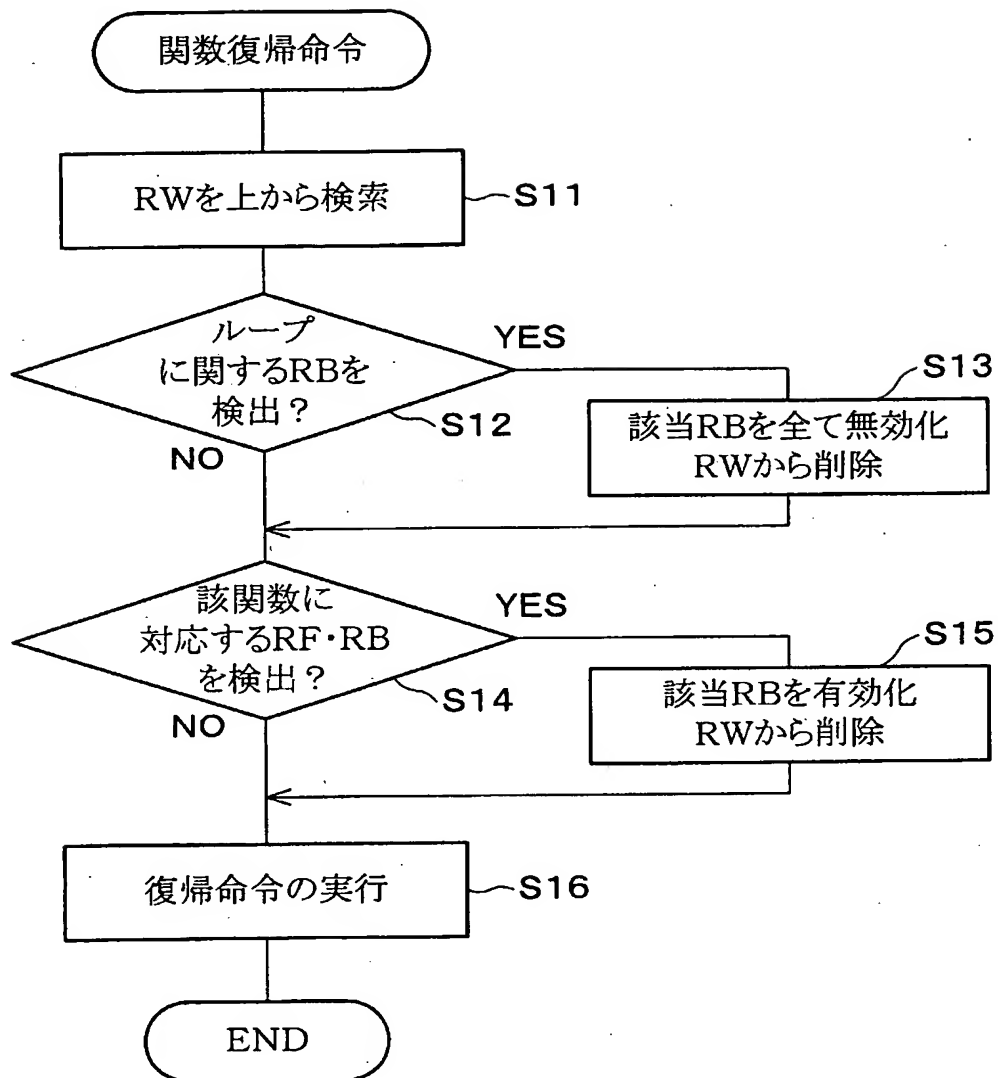 関数復帰命令
RWを上から検索
S11
ループ
に関するRBを
検出？
S12
YES
NO
S13
該当RBを全て無効化
RWから削除
該関数に
対応するRF・RB
を検出？
S14
YES
NO
S15
該当RBを有効化
RWから削除
復帰命令の実行
S16
END